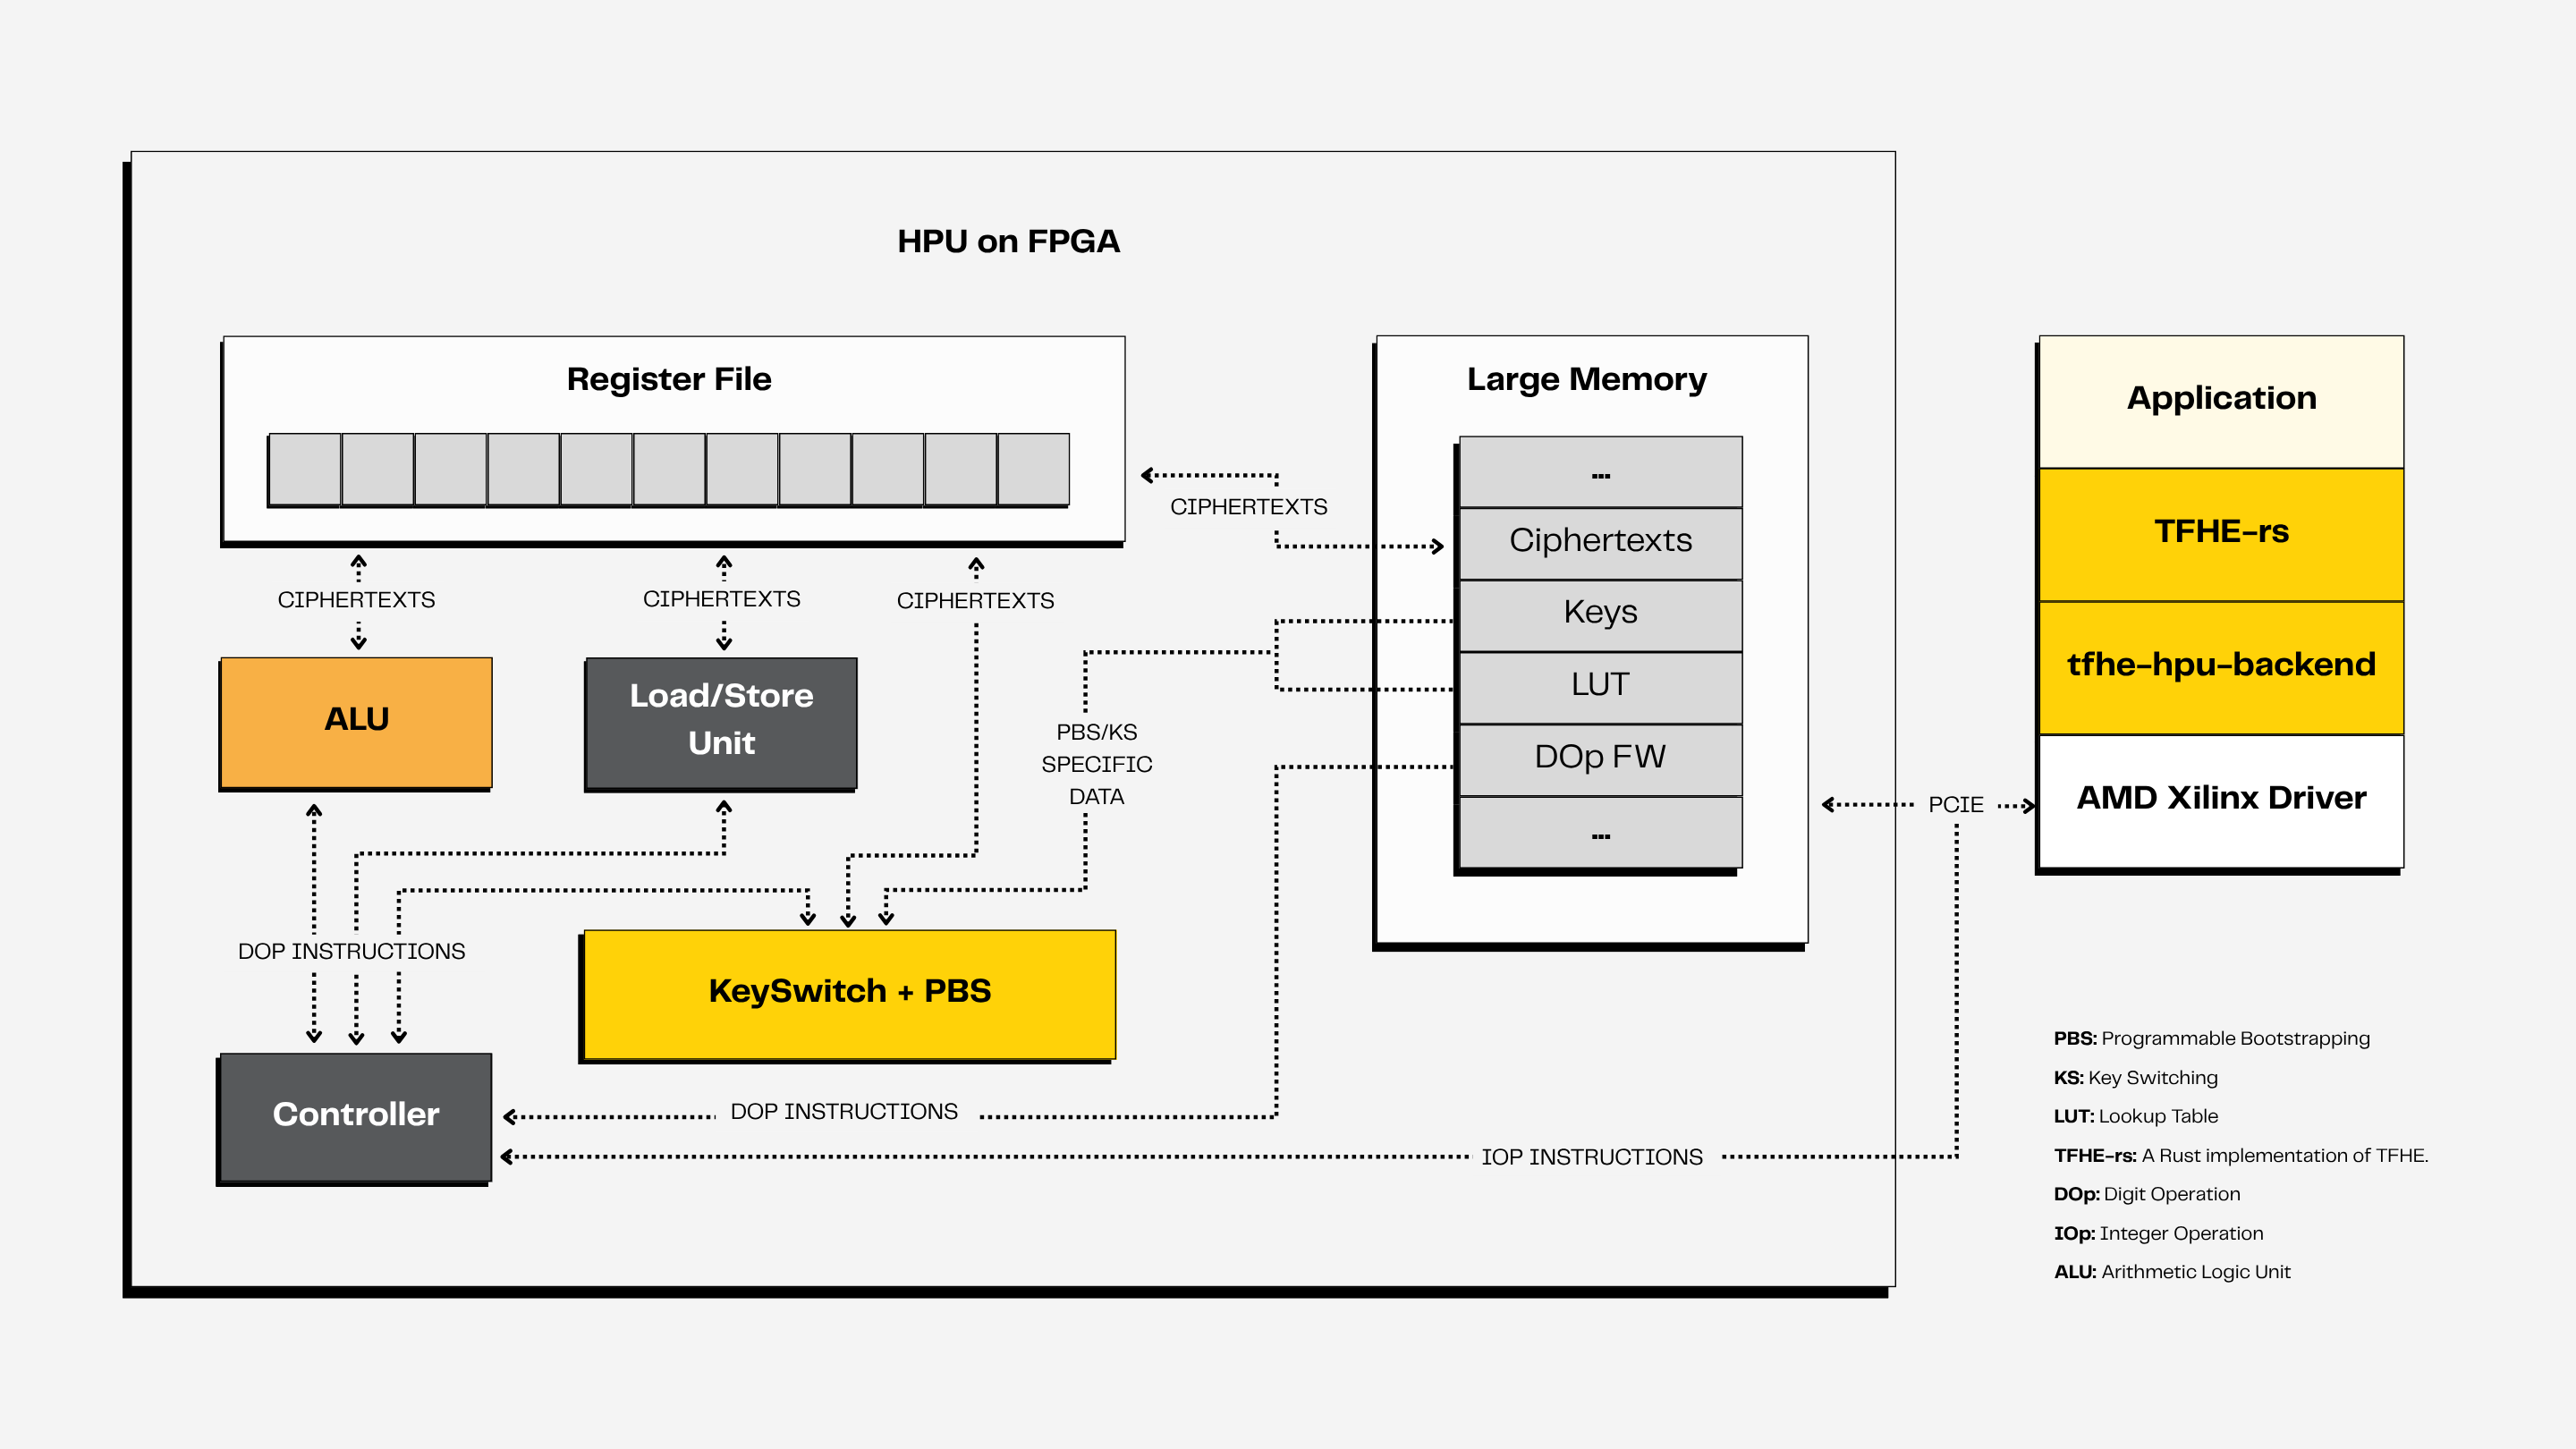 HPU on FPGA
Register File
CIPHERTEXTS
CIPHERTEXTS
CIPHERTEXTS
CIPHERTEXTS
ALU
Load/Store
Unit
PBS/KS
SPECIFIC
DATA
DOP INSTRUCTIONS
KeySwitch + PBS
Controller
DOP INSTRUCTIONS
IOP INSTRUCTIONS
Large Memory
...
Ciphertexts
Keys
LUT
DOp FW
...
PCIE
Application
TFHE-rs
tfhe-hpu-backend
AMD Xilinx Driver
PBS: Programmable Bootstrapping
KS: Key Switching
LUT: Lookup Table
TFHE-rs: A Rust implementation of TFHE.
DOp: Digit Operation
IOp: Integer Operation
ALU: Arithmetic Logic Unit